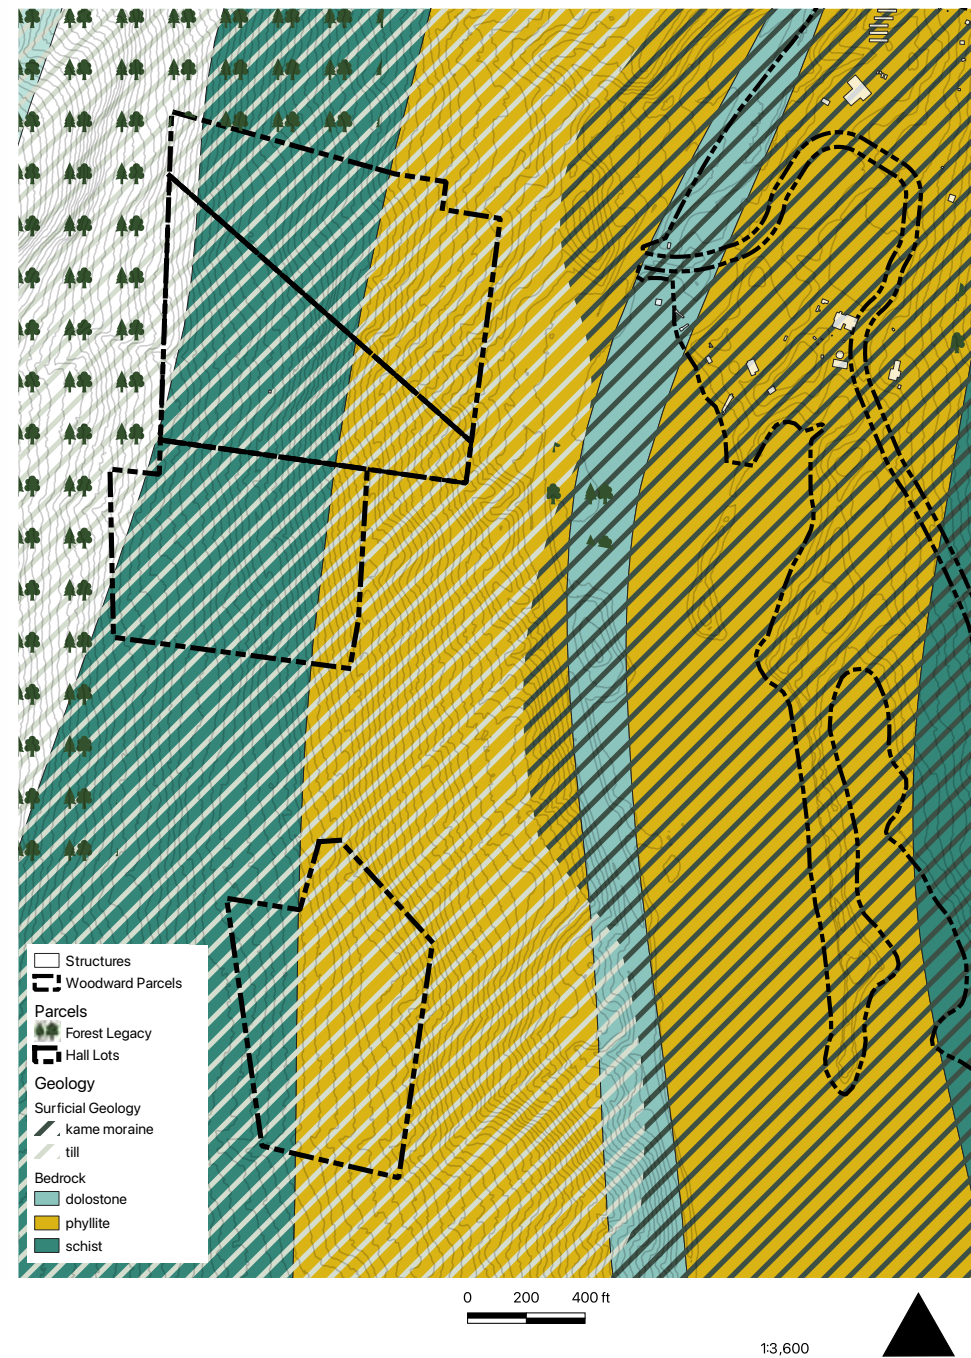 Structures
Woodward Parcels
Parcels
Forest Legacy
Hall Lots
Geology
Surficial Geology
kame moraine
till
Bedrock
dolostone
phyllite
schist
0 200 400 ft
1:3,600